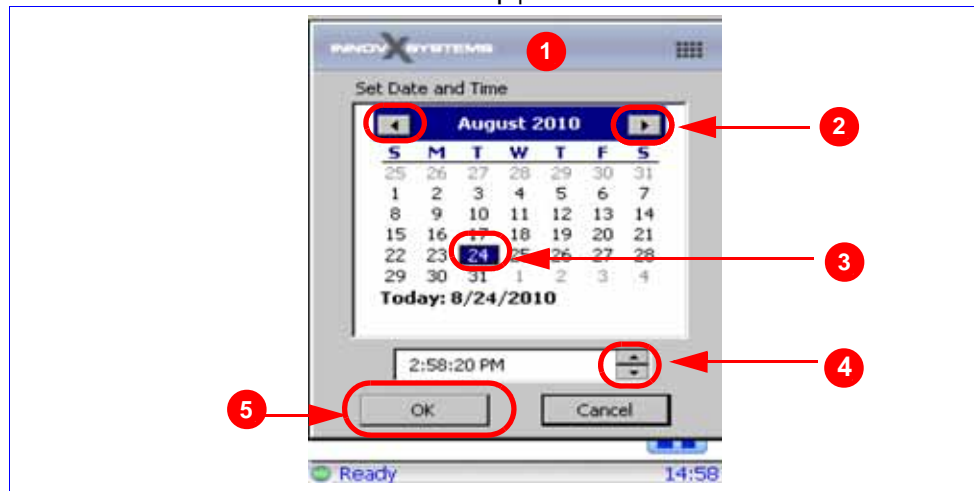 INNOV X SYSTEMS
1
Set Date and Time
August 2010
2
S M T W T F S
25 26 27 28 29 30 31
1 2 3 4 5 6 7
8 9 10 11 12 13 14
15 16 17 18 19 20 21
22 23 24 25 26 27 28
3
29 30 31 1 2 3 4
Today: 8/24/2010
2:58:20 PM
4
5
OK Cancel
Ready 14:58